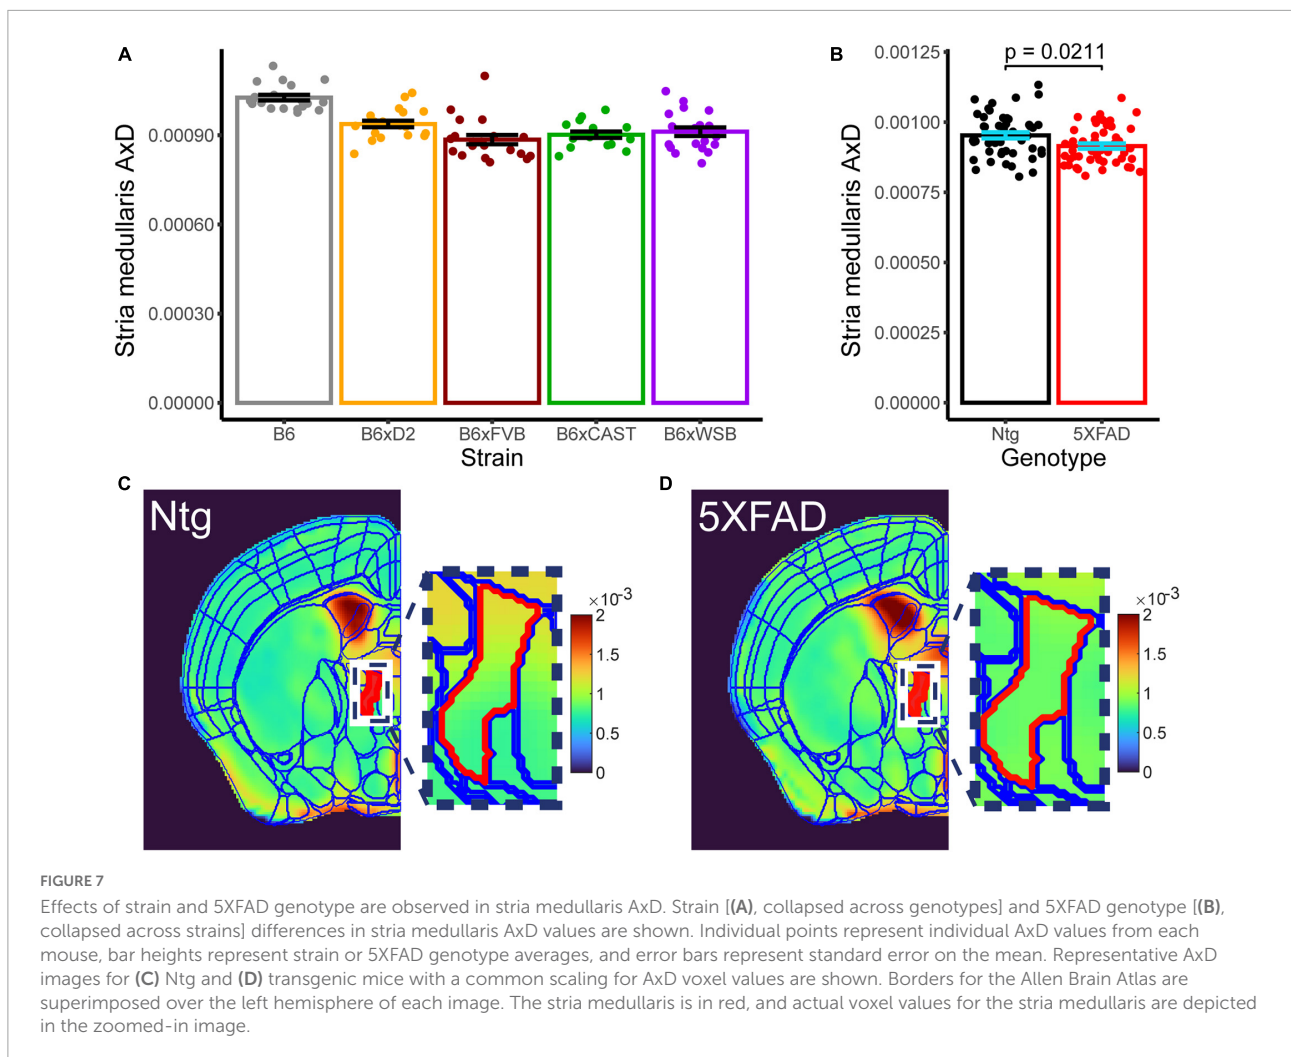 A
Stria medullaris AxD
0.00090
0.00060
0.00030
0.00000
B6 B6xD2 B6xFVB B6xCAST B6xWSB
Strain
B
Stria medullaris AxD
p = 0.0211
0.00125
0.00100
0.00075
0.00050
0.00025
0.00000
Ntg 5XFAD
Genotype
C
Ntg
×10⁻³
2
1.5
1
0.5
0
D
5XFAD
×10⁻³
2
1.5
1
0.5
0
FIGURE 7
Effects of strain and 5XFAD genotype are observed in stria medullaris AxD. Strain [(A), collapsed across genotypes] and 5XFAD genotype [(B),
collapsed across strains] differences in stria medullaris AxD values are shown. Individual points represent individual AxD values from each
mouse, bar heights represent strain or 5XFAD genotype averages, and error bars represent standard error on the mean. Representative AxD
images for (C) Ntg and (D) transgenic mice with a common scaling for AxD voxel values are shown. Borders for the Allen Brain Atlas are
superimposed over the left hemisphere of each image. The stria medullaris is in red, and actual voxel values for the stria medullaris are depicted
in the zoomed-in image.